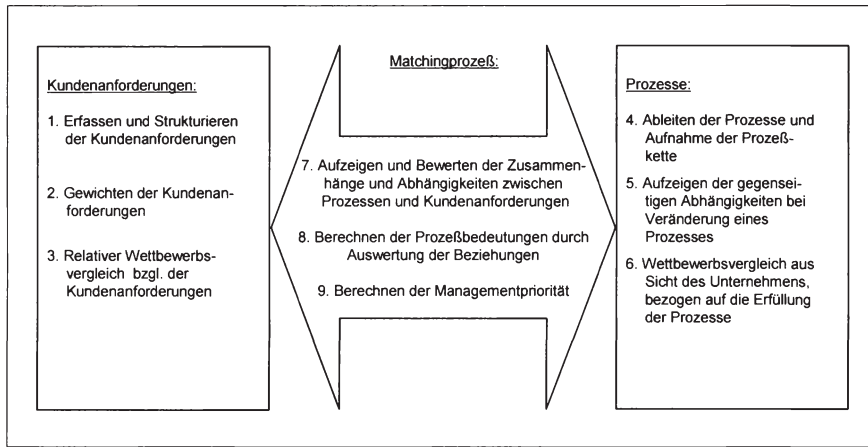 Kundenanforderungen:
1. Erfassen und Strukturieren
der Kundenanforderungen
2. Gewichten der Kundenan-
forderungen
3. Relativer Wettbewerbs-
vergleich bzgl. der
Kundenanforderungen
Matchingprozeß:
7. Aufzeigen und Bewerten der Zusammen-
hänge und Abhängigkeiten zwischen
Prozessen und Kundenanforderungen
8. Berechnen der Prozeßbedeutungen durch
Auswertung der Beziehungen
9. Berechnen der Managementpriorität
Prozesse:
4. Ableiten der Prozesse und
Aufnahme der Prozeß-
kette
5. Aufzeigen der gegensei-
tigen Abhängigkeiten bei
Veränderung eines
Prozesses
6. Wettbewerbsvergleich aus
Sicht des Unternehmens,
bezogen auf die Erfüllung
der Prozesse